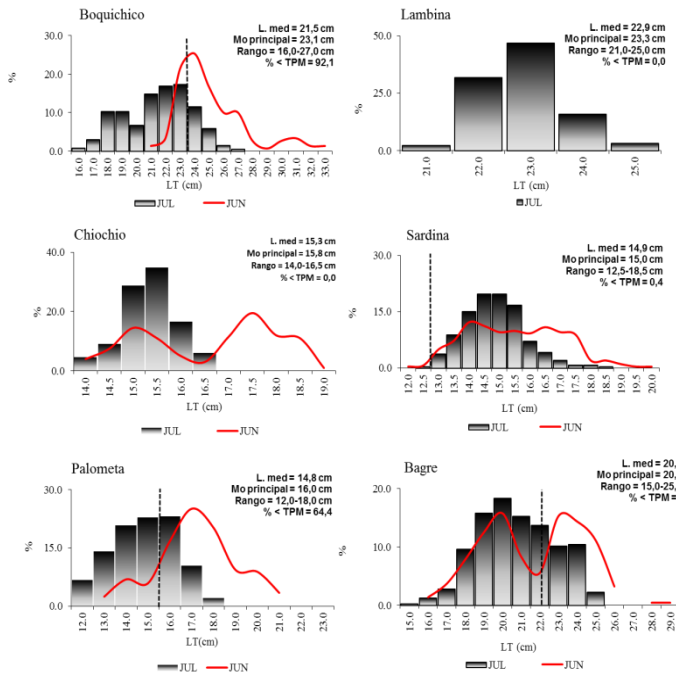 Boquichico
L. med = 21,5 cm
Mo principal = 23,1 cm
Rango = 16,0-27,0 cm
% < TPM = 92,1
30.0
20.0
10.0
0.0
%
16.0 17.0 18.0 19.0 20.0 21.0 22.0 23.0 24.0 25.0 26.0 27.0 28.0 29.0 30.0 31.0 32.0 33.0
LT (cm)
JUL JUN
Lambina
L. med = 22,9 cm
Mo principal = 23,3 cm
Rango = 21,0-25,0 cm
% < TPM = 0,0
50.0
25.0
0.0
%
21.0 22.0 23.0 24.0 25.0
LT (cm)
JUL
Chiochio
L. med = 15,3 cm
Mo principal = 15,8 cm
Rango = 14,0-16,5 cm
% < TPM = 0,0
40.0
20.0
0.0
%
14.0 14.5 15.0 15.5 16.0 16.5 17.0 17.5 18.0 18.5 19.0
LT (cm)
JUL JUN
Sardina
L. med = 14,9 cm
Mo principal = 15,0 cm
Rango = 12,5-18,5 cm
% < TPM = 0,4
30.0
15.0
0.0
%
12.0 12.5 13.0 13.5 14.0 14.5 15.0 15.5 16.0 16.5 17.0 17.5 18.0 18.5 19.0 19.5 20.0
LT (cm)
JUL JUN
Palometa
L. med = 14,8 cm
Mo principal = 16,0 cm
Rango = 12,0-18,0 cm
% < TPM = 64,4
30.0
15.0
0.0
%
12.0 13.0 14.0 15.0 16.0 17.0 18.0 19.0 20.0 21.0 22.0 23.0
LT(cm)
JUL JUN
Bagre
L. med = 20,
Mo principal = 20,
Rango = 15,0-25,
% < TPM =
20.0
10.0
0.0
%
15.0 16.0 17.0 18.0 19.0 20.0 21.0 22.0 23.0 24.0 25.0 26.0 27.0 28.0 29.0
LT (cm)
JUL JUN